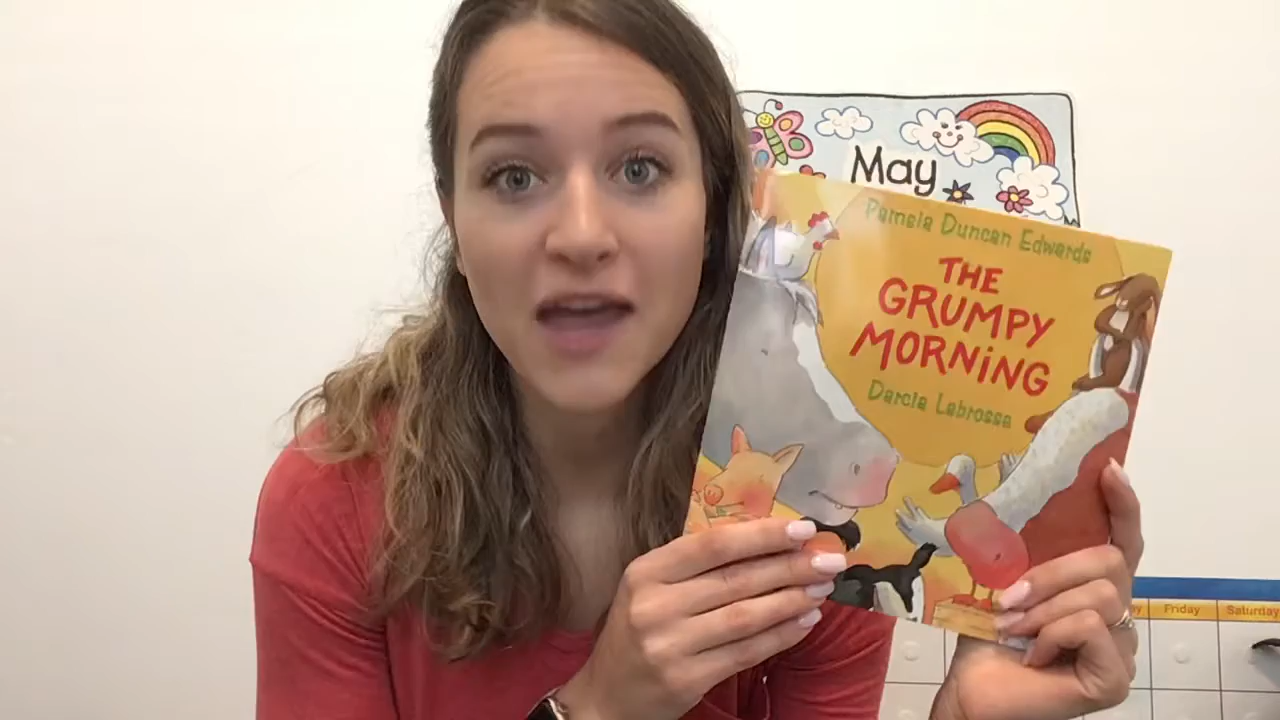 May
Pamela Duncan Edwards
THE
GRUMPY
MORNiNG
Darcia Labrosse
Friday
Saturday